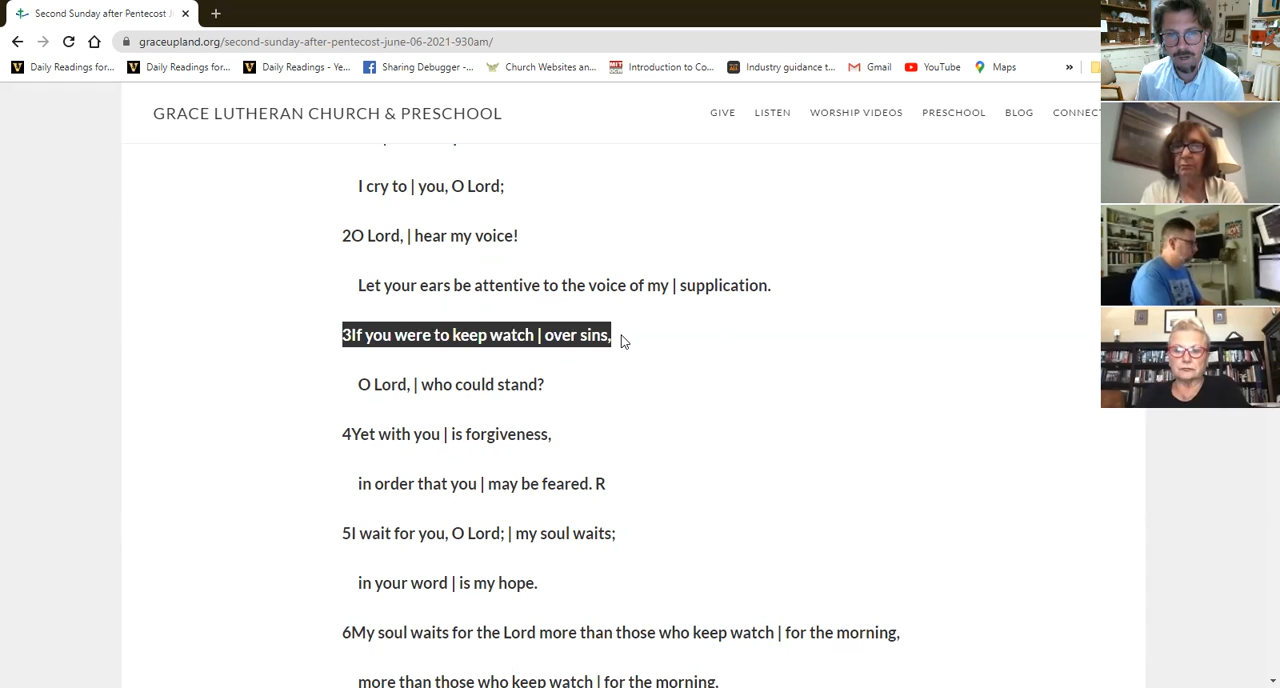 Second Sunday after Pentecost J
graceupland.org/second-sunday-after-pentecost-june-06-2021-930am/
Daily Readings for... Daily Readings for... Daily Readings - Ye... Sharing Debugger -... Church Websites an... Introduction to Co... Industry guidance t... Gmail YouTube Maps »
GRACE LUTHERAN CHURCH & PRESCHOOL GIVE LISTEN WORSHIP VIDEOS PRESCHOOL BLOG CONNECT
I cry to | you, O Lord;
2O Lord, | hear my voice!
Let your ears be attentive to the voice of my | supplication.
3If you were to keep watch | over sins,
O Lord, | who could stand?
4Yet with you | is forgiveness,
in order that you | may be feared. R
5I wait for you, O Lord; | my soul waits;
in your word | is my hope.
6My soul waits for the Lord more than those who keep watch | for the morning,
more than those who keep watch | for the morning.